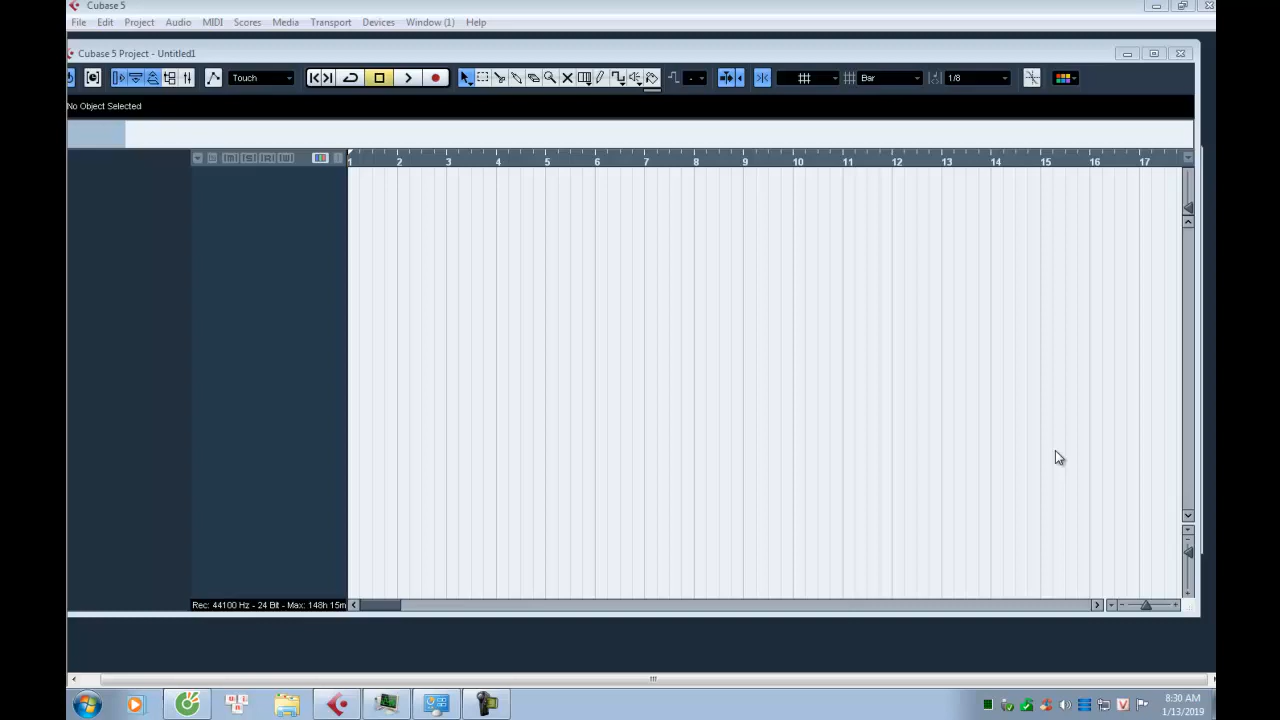 Cubase 5
File Edit Project Audio MIDI Scores Media Transport Devices Window (1) Help
Cubase 5 Project - Untitled1
Touch - Bar 1/8
No Object Selected
1 2 3 4 5 6 7 8 9 10 11 12 13 14 15 16 17
Rec: 44100 Hz - 24 Bit - Max: 148h 15m
8:30 AM
1/13/2019